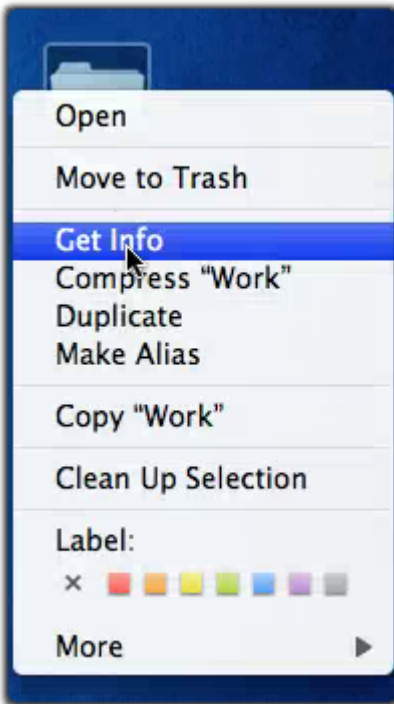 Open
Move to Trash
Get Info
Compress “Work”
Duplicate
Make Alias
Copy “Work”
Clean Up Selection
Label:
More